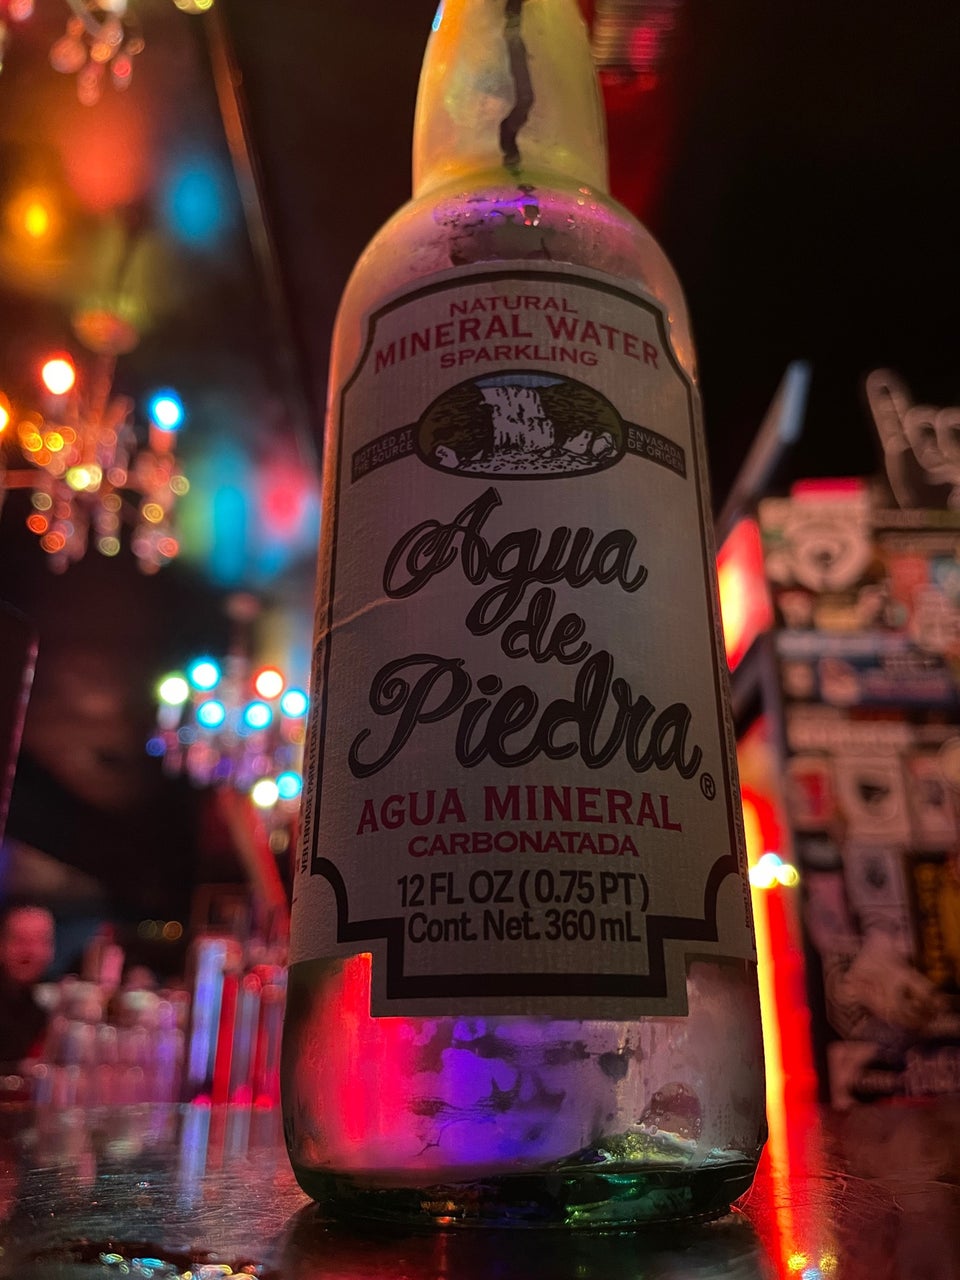 NATURAL
MINERAL WATER
SPARKLING
BOTTLED AT
THE SOURCE
ENVASADA
DE ORIGEN
Agua
de
Piedra®
AGUA MINERAL
CARBONATADA
12 FL OZ (0.75 PT)
Cont. Net. 360 mL